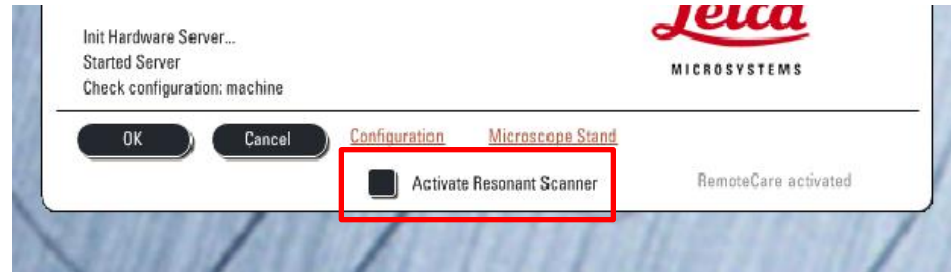 Leica
Init Hardware Server...
Started Server
MICROSYSTEMS
Check configuration: machine
OK Cancel Configuration Microscope Stand
Activate Resonant Scanner RemoteCare activated